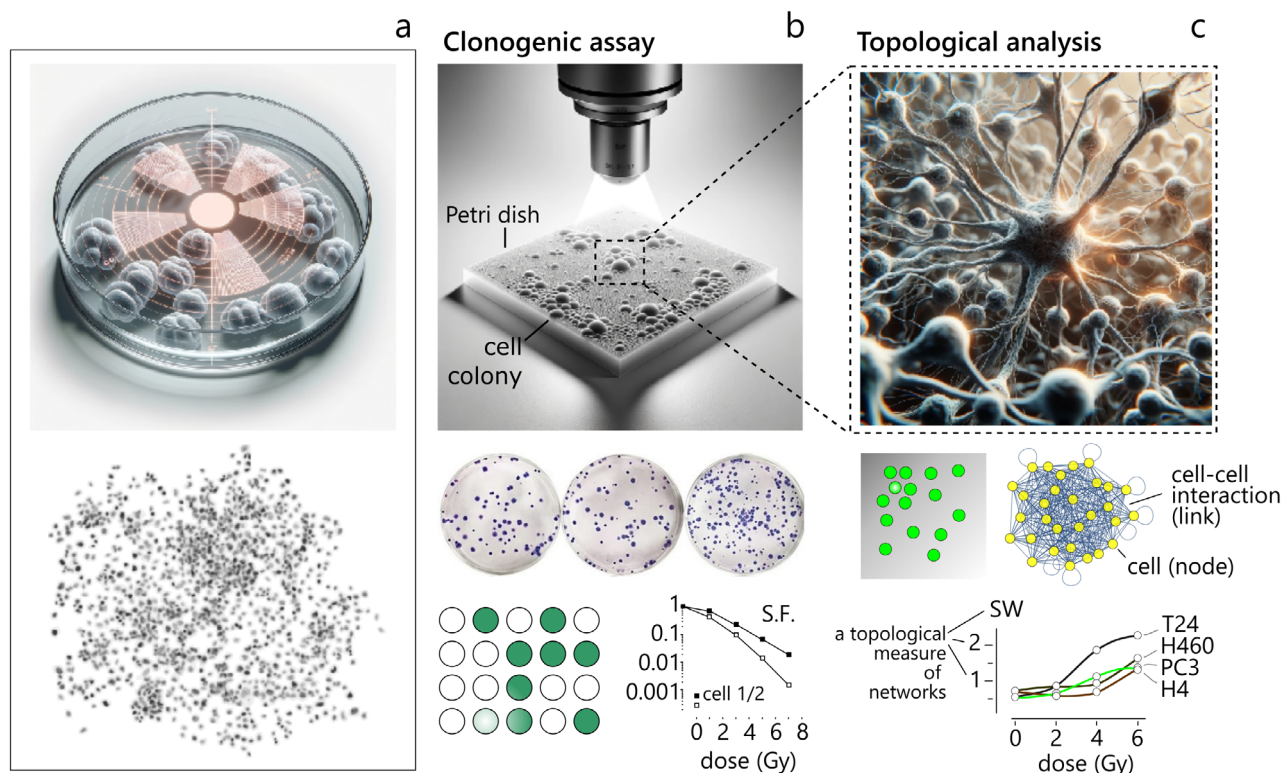 a
Clonogenic assay
b
Topological analysis
c
Petri dish
cell
colony
cell-cell
interaction
(link)
cell (node)
1
0.1
0.01
0.001
S.F.
cell 1/2
0 2 4 6 8
dose (Gy)
a topological
measure
of
networks
SW
2
1
T24
H460
PC3
H4
0 2 4 6
dose (Gy)